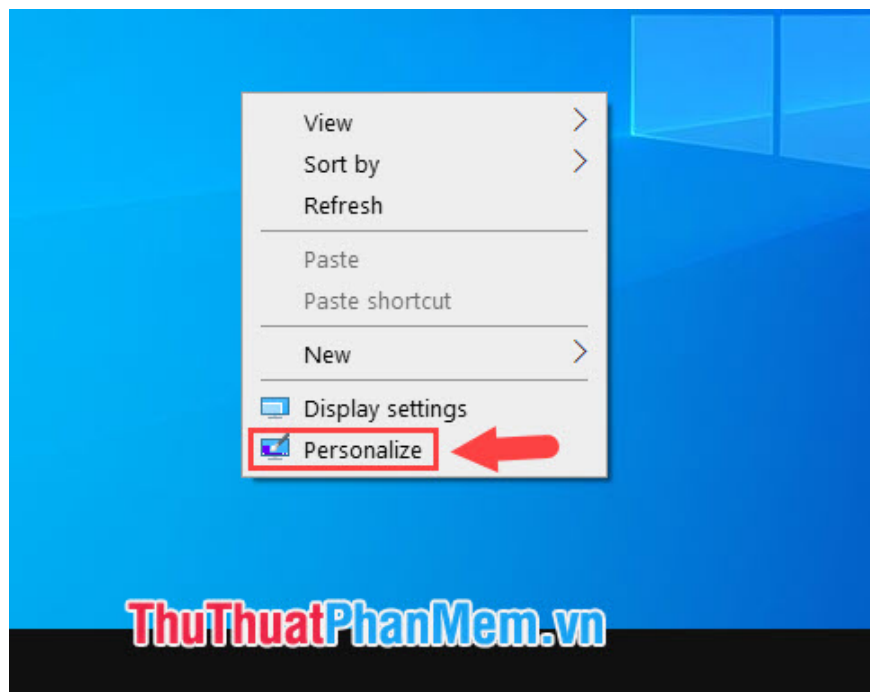 View
Sort by
Refresh
Paste
Paste shortcut
New
Display settings
Personalize
ThuThuatPhanMem.vn